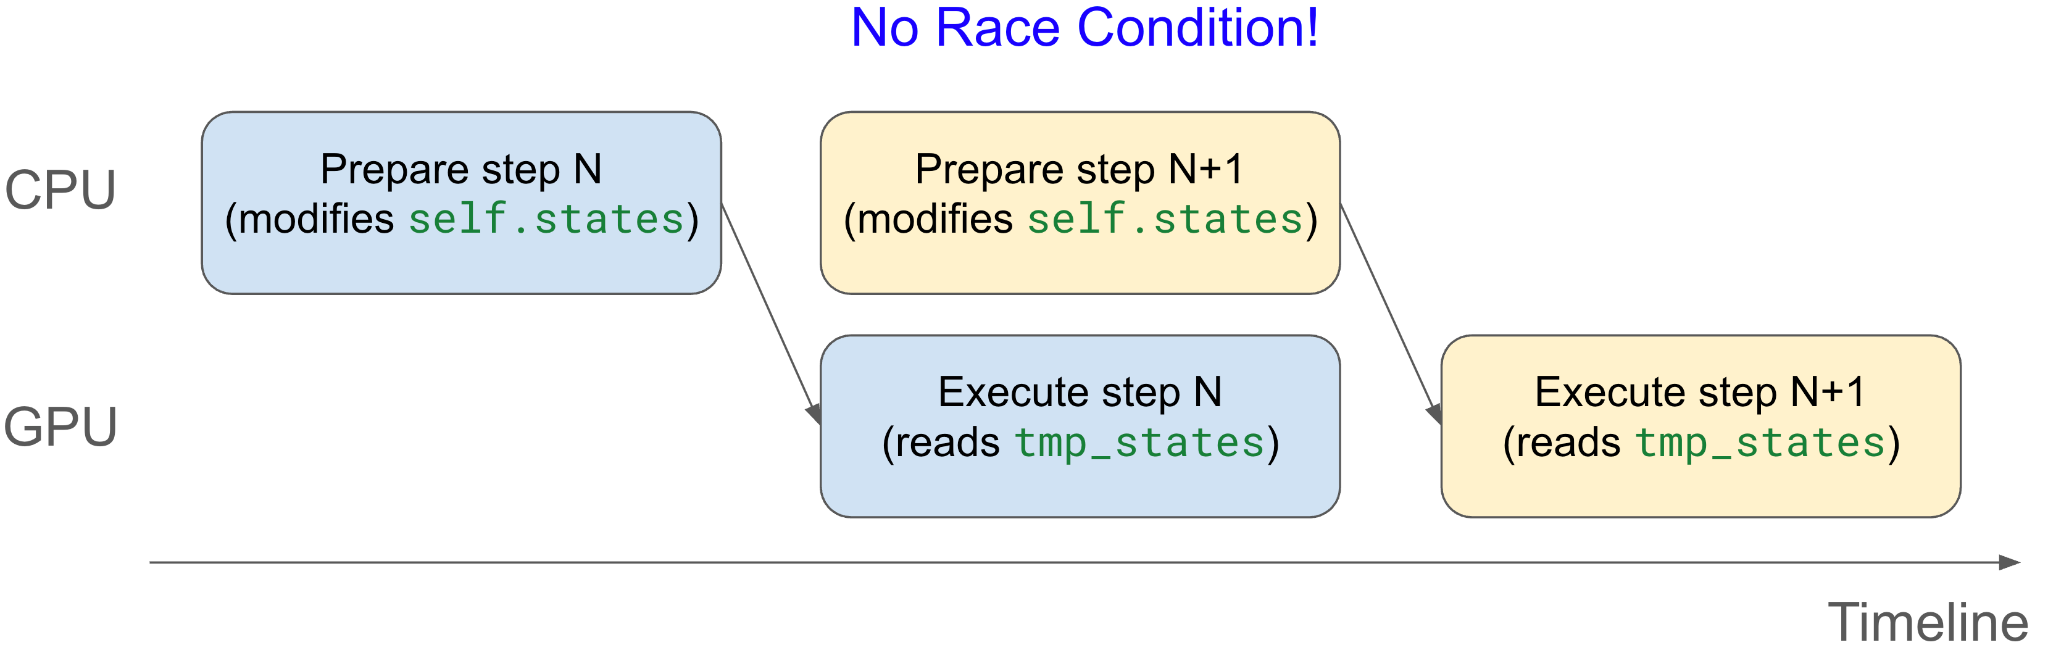 No Race Condition!
CPU
Prepare step N
(modifies self.states)
Prepare step N+1
(modifies self.states)
GPU
Execute step N
(reads tmp_states)
Execute step N+1
(reads tmp_states)
Timeline